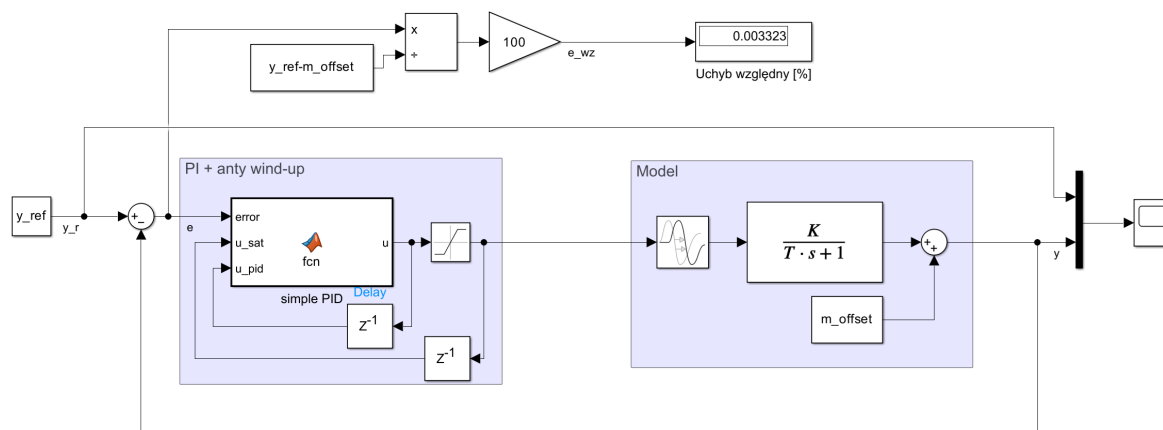 x
÷
y_ref-m_offset
100
e_wz
0.003323
Uchyb względny [%]
PI + anty wind-up
Model
y_ref
y_r
+
−
e
error
u_sat
u_pid
fcn
u
simple PID
Delay
Z-1
Z-1
K
T · s + 1
+
+
m_offset
y